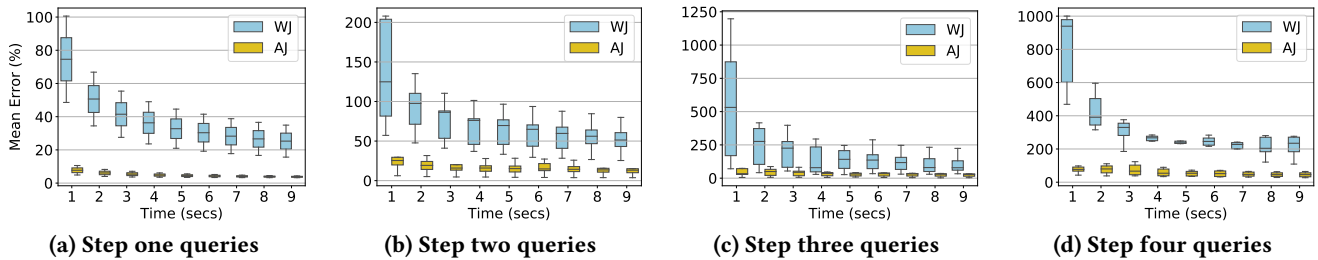 Mean Error (%)
100
80
60
40
20
0
WJ
AJ
1 2 3 4 5 6 7 8 9
Time (secs)
(a) Step one queries
200
150
100
50
0
WJ
AJ
1 2 3 4 5 6 7 8 9
Time (secs)
(b) Step two queries
1250
1000
750
500
250
0
WJ
AJ
1 2 3 4 5 6 7 8 9
Time (secs)
(c) Step three queries
1000
800
600
400
200
0
WJ
AJ
1 2 3 4 5 6 7 8 9
Time (secs)
(d) Step four queries